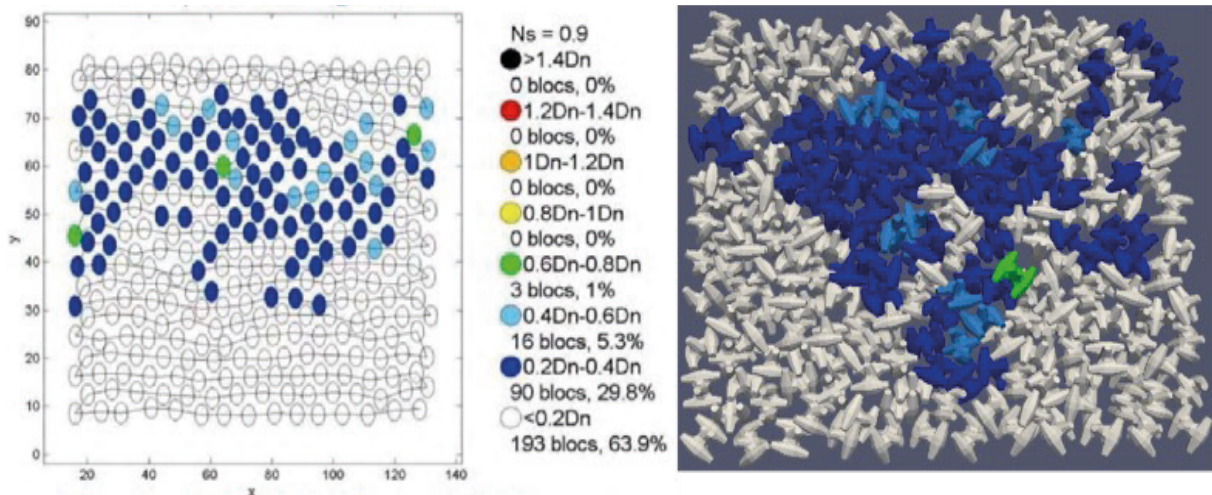 90
80
70
60
50
40
30
20
10
0
y
20 40 60 80 100 120 140
x
Ns = 0.9
>1.4Dn
0 blocs, 0%
1.2Dn-1.4Dn
0 blocs, 0%
1Dn-1.2Dn
0 blocs, 0%
0.8Dn-1Dn
0 blocs, 0%
0.6Dn-0.8Dn
3 blocs, 1%
0.4Dn-0.6Dn
16 blocs, 5.3%
0.2Dn-0.4Dn
90 blocs, 29.8%
<0.2Dn
193 blocs, 63.9%